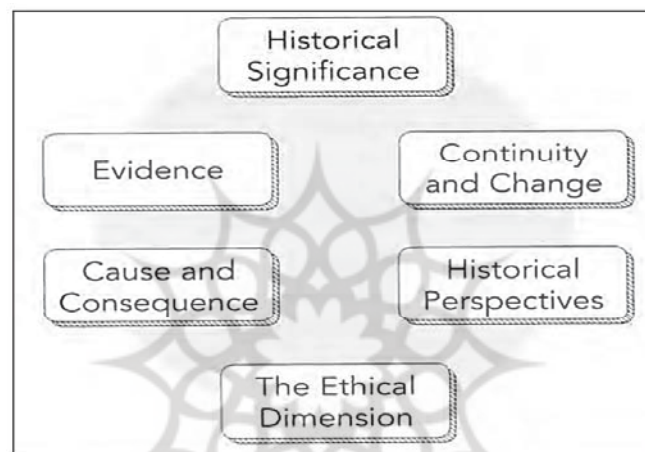 Historical
Significance
Evidence
Continuity
and Change
Cause and
Consequence
Historical
Perspectives
The Ethical
Dimension